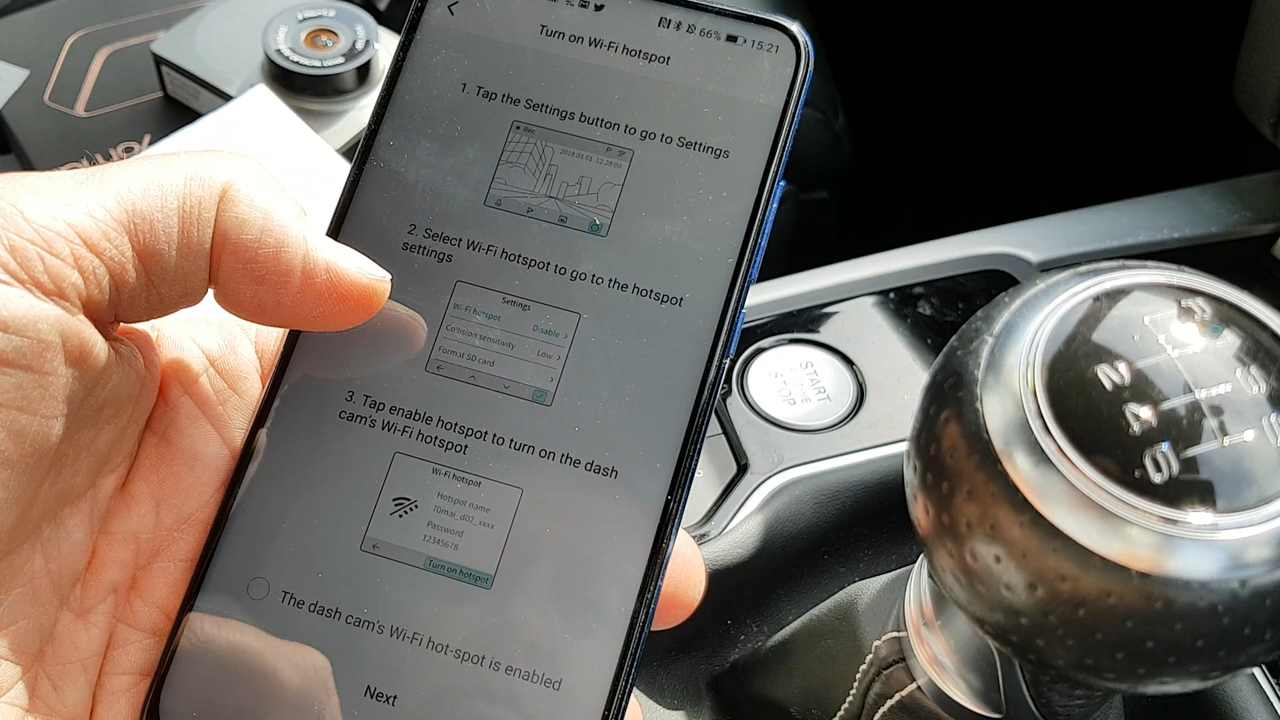 66% 15:21
Turn on Wi-Fi hotspot
1. Tap the Settings button to go to Settings
Rec
P
2018.01.01 12:28:00
P
2. Select Wi-Fi hotspot to go to the hotspot
settings
Settings
Wi-Fi hotspot Disable
Collision sensitivity Low
Format SD card
3. Tap enable hotspot to turn on the dash
cam's Wi-Fi hotspot
Wi-Fi hotspot
Hotspot name
70mai_d02_xxxx
Password
12345678
Turn on hotspot
The dash cam's Wi-Fi hot-spot is enabled
Next
START
STOP
R
2 4 6